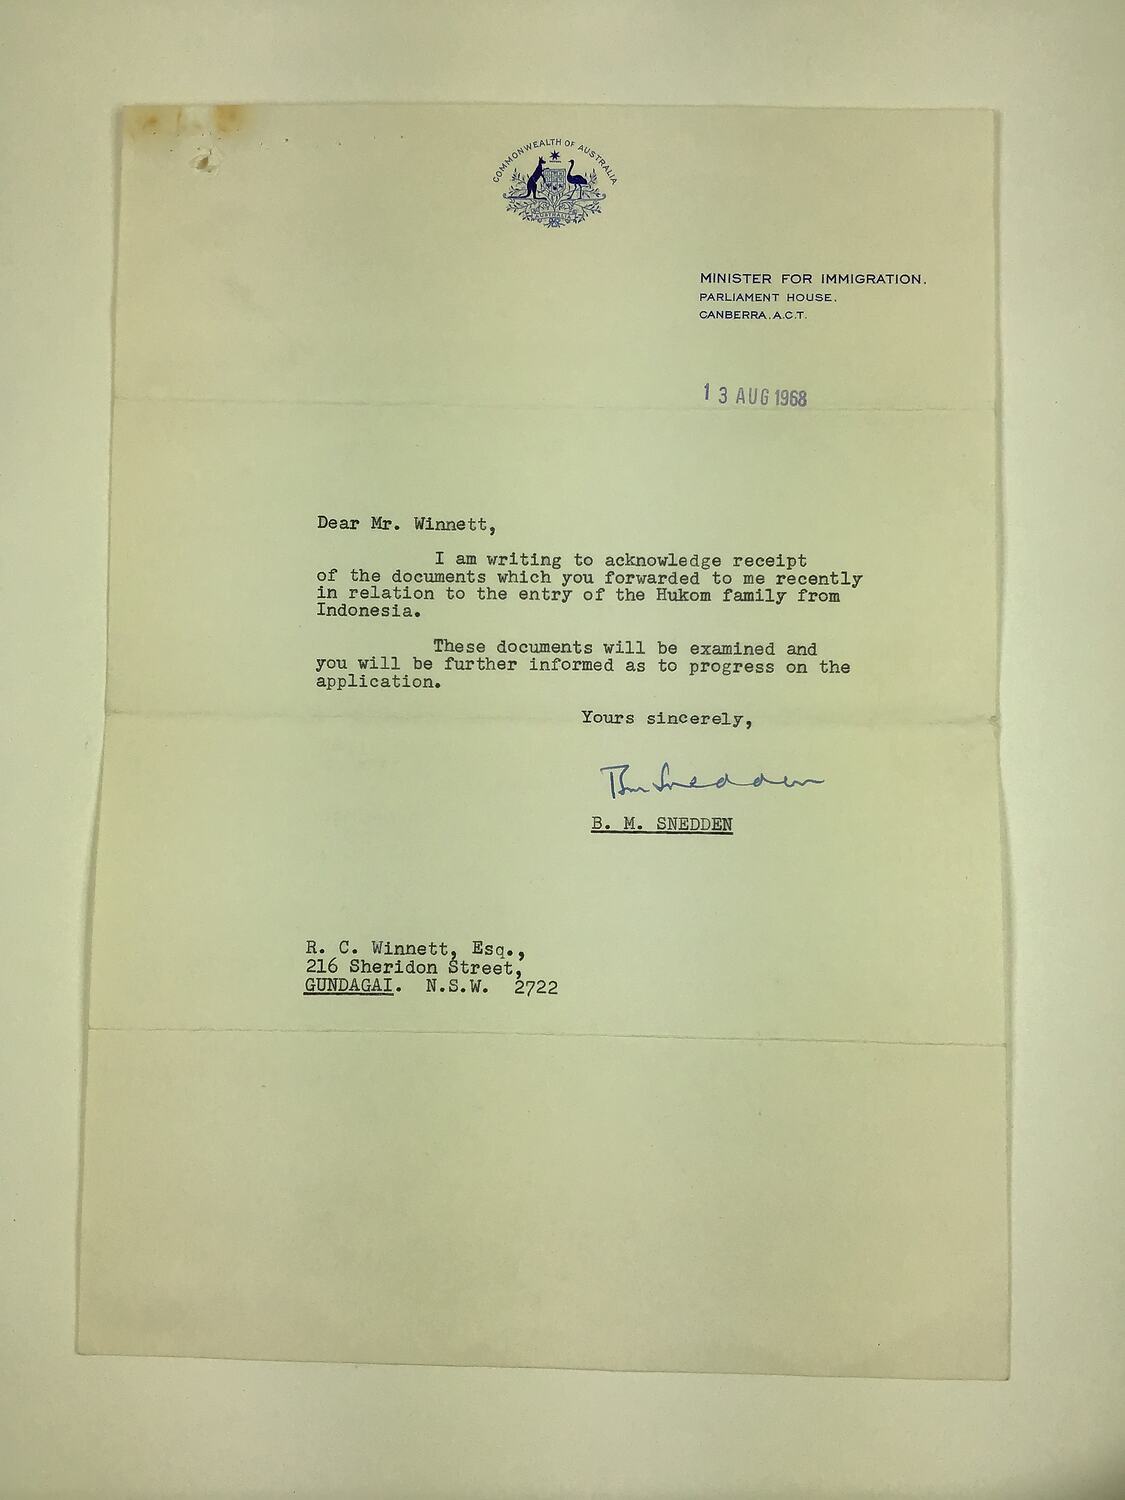 COMMONWEALTH OF AUSTRALIA
AUSTRALIA
MINISTER FOR IMMIGRATION.
PARLIAMENT HOUSE.
CANBERRA. A.C.T.
13 AUG 1968
Dear Mr. Winnett,
I am writing to acknowledge receipt
of the documents which you forwarded to me recently
in relation to the entry of the Hukom family from
Indonesia.
These documents will be examined and
you will be further informed as to progress on the
application.
Yours sincerely,
BM Snedden
B. M. SNEDDEN
R. C. Winnett, Esq.,
216 Sheridon Street,
GUNDAGAI. N.S.W. 2722